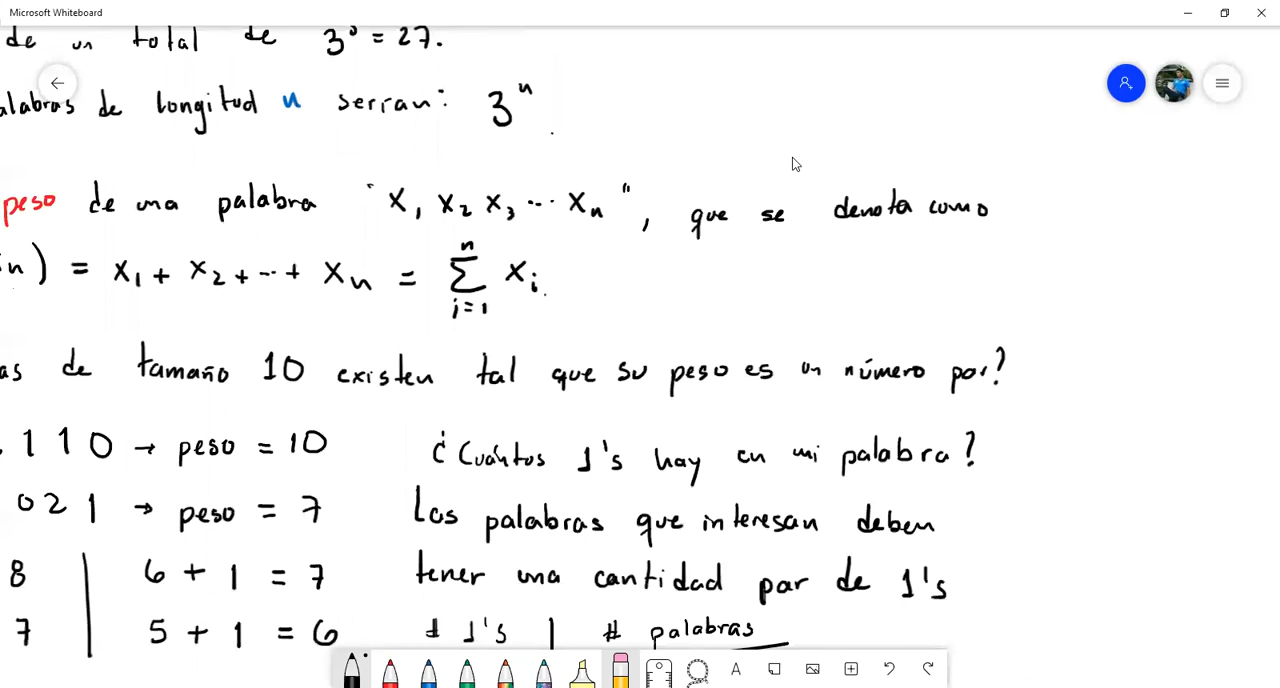 Microsoft Whiteboard
de un total de 3³ = 27.
alabras de longitud n serran: 3ⁿ
peso de una palabra "x₁ x₂ x₃ ... xₙ", que se denota como
n) = x₁ + x₂ + ... + xₙ = ∑ᵢ₌₁ⁿ xᵢ.
as de tamaño 10 existen tal que su peso es un número par?
. 1 1 0 → peso = 10
0 2 1 → peso = 7
8 | 6 + 1 = 7
7 | 5 + 1 = 6
¿Cuántos 1's hay en mi palabra?
Las palabras que interesan deben
tener una cantidad par de 1's
# 1's | # palabras
A